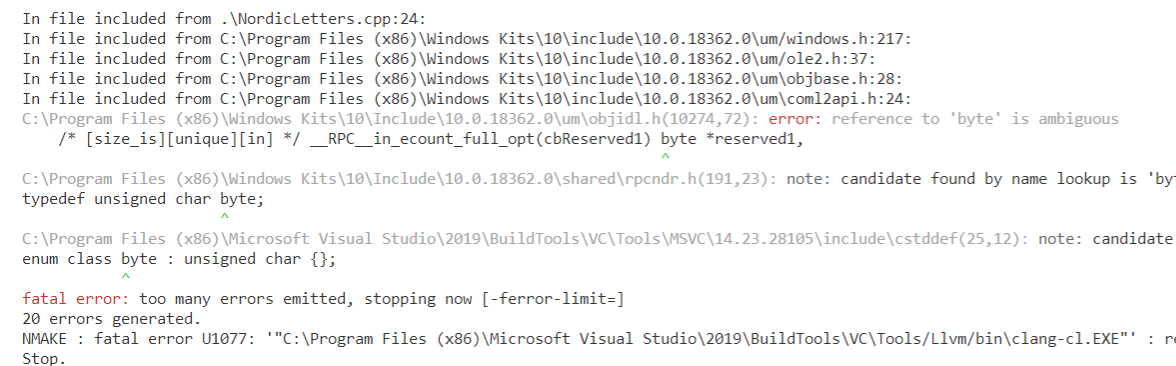 In file included from .\NordicLetters.cpp:24:
In file included from C:\Program Files (x86)\Windows Kits\10\include\10.0.18362.0\um/windows.h:217:
In file included from C:\Program Files (x86)\Windows Kits\10\include\10.0.18362.0\um/ole2.h:37:
In file included from C:\Program Files (x86)\Windows Kits\10\include\10.0.18362.0\um\objbase.h:28:
In file included from C:\Program Files (x86)\Windows Kits\10\include\10.0.18362.0\um\coml2api.h:24:
C:\Program Files (x86)\Windows Kits\10\Include\10.0.18362.0\um\objidl.h(10274,72): error: reference to 'byte' is ambiguous
/* [size_is][unique][in] */ __RPC__in_ecount_full_opt(cbReserved1) byte *reserved1,
^
C:\Program Files (x86)\Windows Kits\10\Include\10.0.18362.0\shared\rpcndr.h(191,23): note: candidate found by name lookup is 'by
typedef unsigned char byte;
^
C:\Program Files (x86)\Microsoft Visual Studio\2019\BuildTools\VC\Tools\MSVC\14.23.28105\include\cstddef(25,12): note: candidate
enum class byte : unsigned char {};
^
fatal error: too many errors emitted, stopping now [-ferror-limit=]
20 errors generated.
NMAKE : fatal error U1077: '"C:\Program Files (x86)\Microsoft Visual Studio\2019\BuildTools\VC\Tools/Llvm/bin\clang-cl.EXE"' : r
Stop.